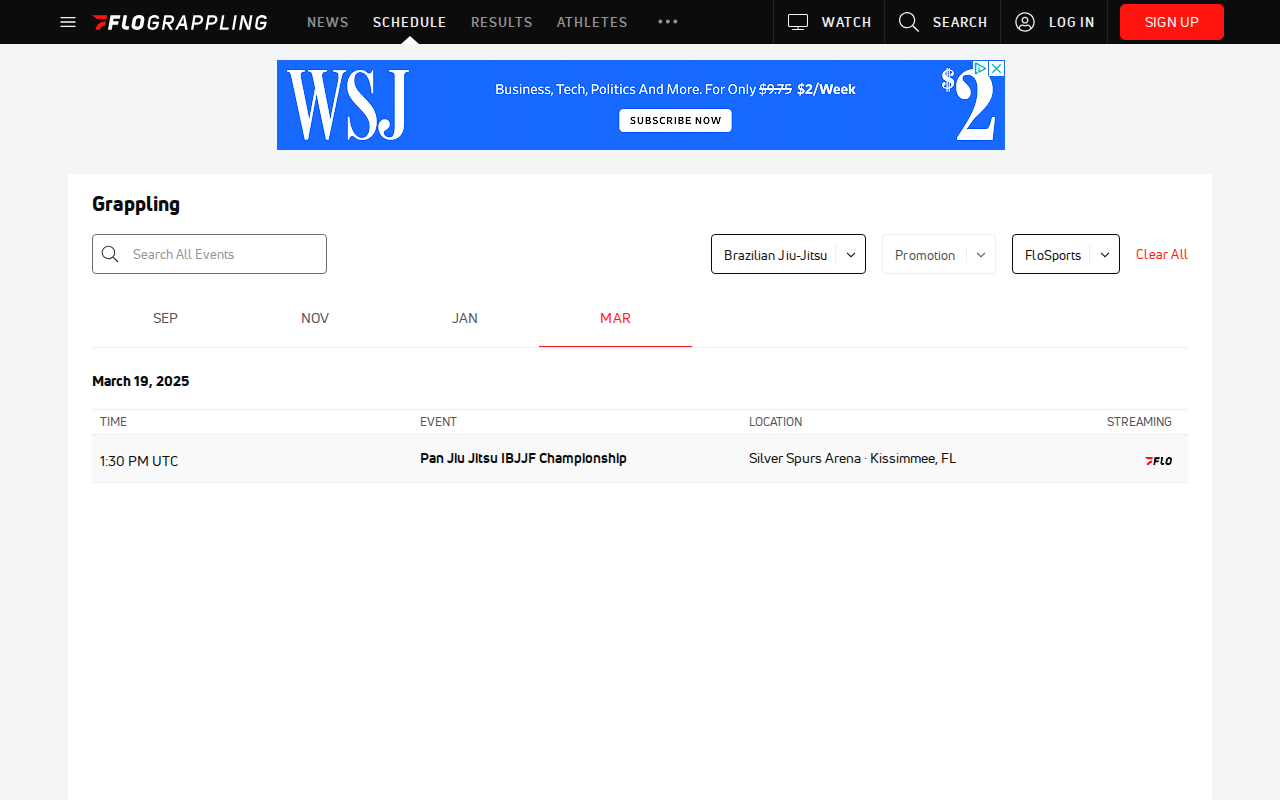 FLOGRAPPLING NEWS SCHEDULE RESULTS ATHLETES ••• WATCH SEARCH LOG IN SIGN UP
WSJ
Business, Tech, Politics And More. For Only $9.75 $2/Week
SUBSCRIBE NOW
$2
Grappling
Search All Events Brazilian Jiu-Jitsu Promotion FloSports Clear All
SEP NOV JAN MAR
March 19, 2025
TIME EVENT LOCATION STREAMING
1:30 PM UTC Pan Jiu Jitsu IBJJF Championship Silver Spurs Arena · Kissimmee, FL FLO